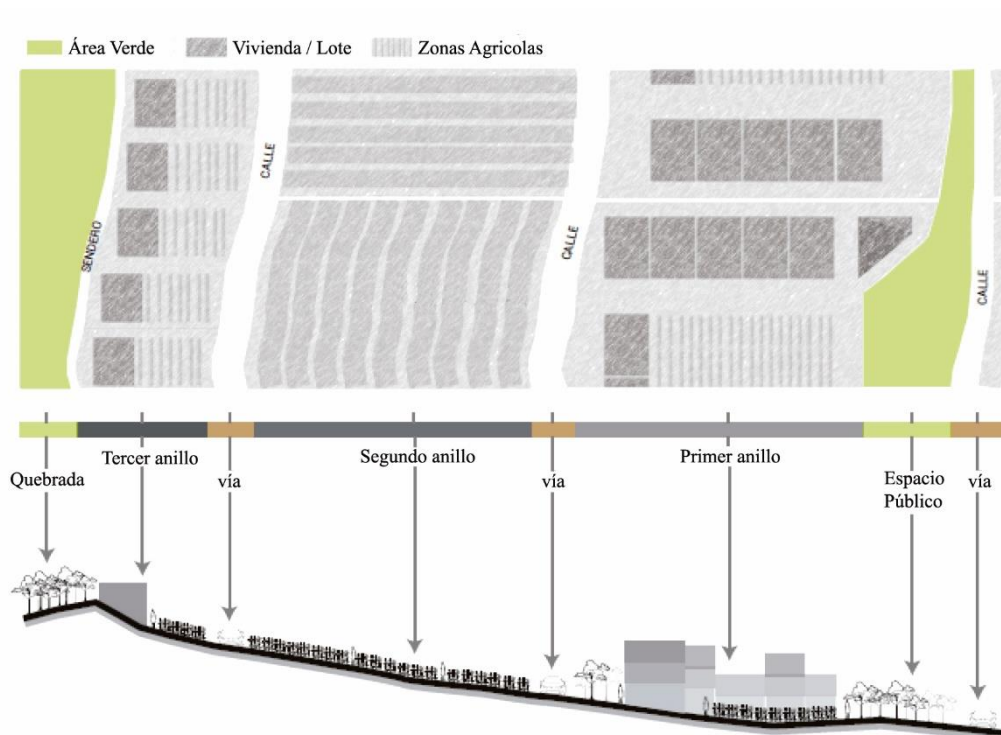 Área Verde
Vivienda / Lote
Zonas Agricolas
SENDERO
CALLE
CALLE
CALLE
Quebrada
Tercer anillo
vía
Segundo anillo
vía
Primer anillo
Espacio
Público
vía